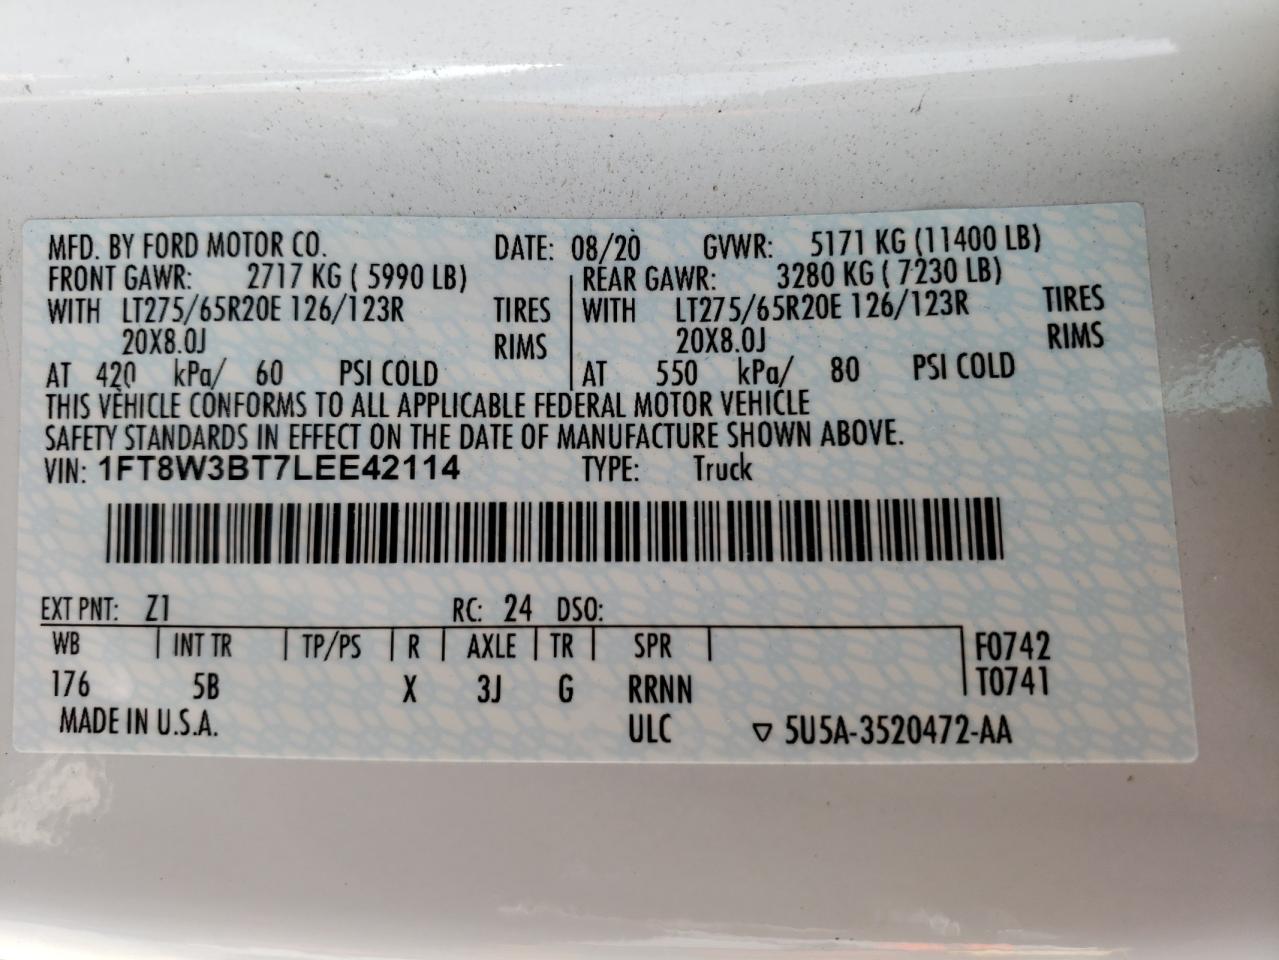 MFD. BY FORD MOTOR CO. DATE: 08/20 GVWR: 5171 KG (11400 LB)
FRONT GAWR: 2717 KG ( 5990 LB) REAR GAWR: 3280 KG ( 7230 LB)
WITH LT275/65R20E 126/123R TIRES WITH LT275/65R20E 126/123R TIRES
20X8.0J RIMS 20X8.0J RIMS
AT 420 kPa/ 60 PSI COLD AT 550 kPa/ 80 PSI COLD
THIS VEHICLE CONFORMS TO ALL APPLICABLE FEDERAL MOTOR VEHICLE
SAFETY STANDARDS IN EFFECT ON THE DATE OF MANUFACTURE SHOWN ABOVE.
VIN: 1FT8W3BT7LEE42114 TYPE: Truck
EXT PNT: Z1 RC: 24 DSO:
WB INT TR TP/PS R AXLE TR SPR F0742
176 5B X 3J G RRNN T0741
MADE IN U.S.A. ULC ▽ 5U5A-3520472-AA